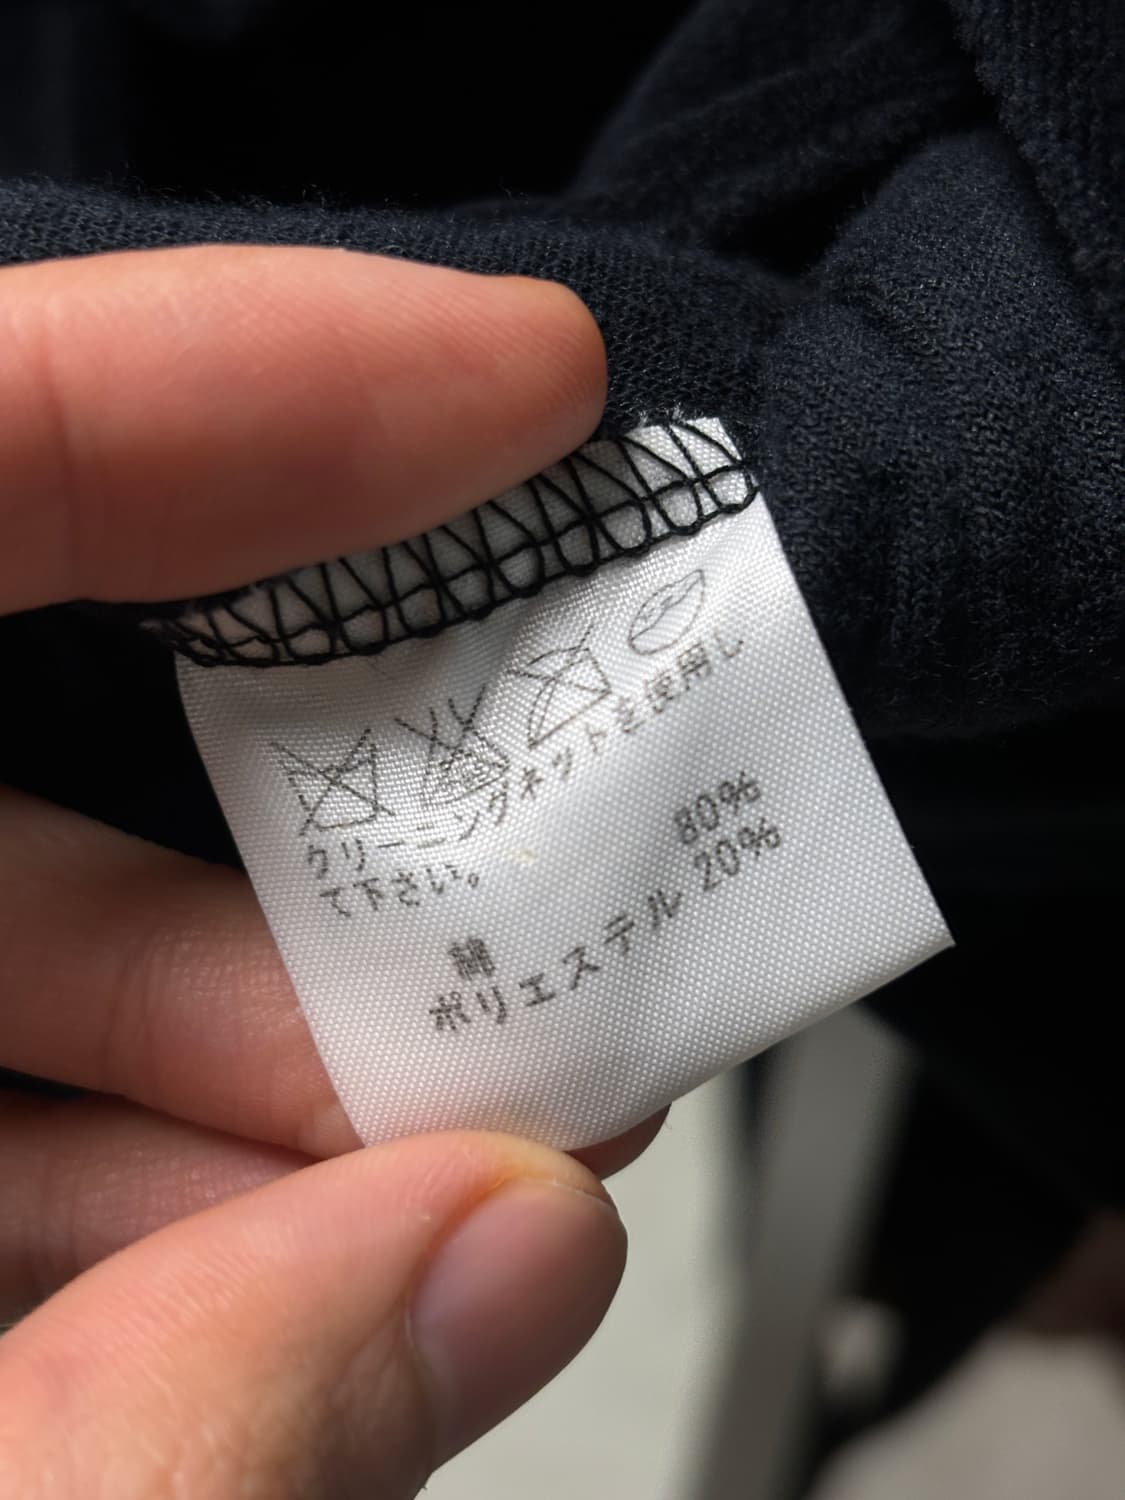 クリーニングネットを使用し
て下さい。
綿 80%
ポリエステル 20%